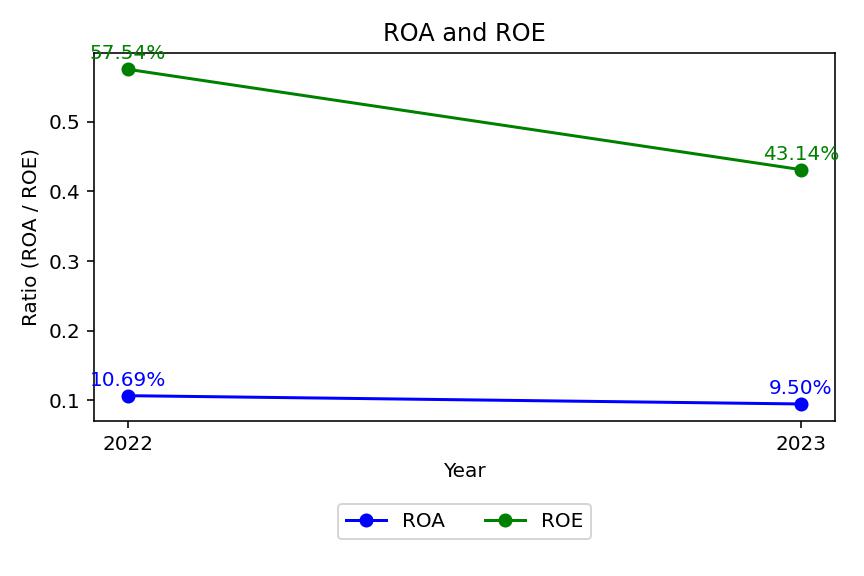 ROA and ROE
57.54%
43.14%
10.69%
9.50%
0.5
0.4
0.3
0.2
0.1
Ratio (ROA / ROE)
2022
2023
Year
ROA
ROE